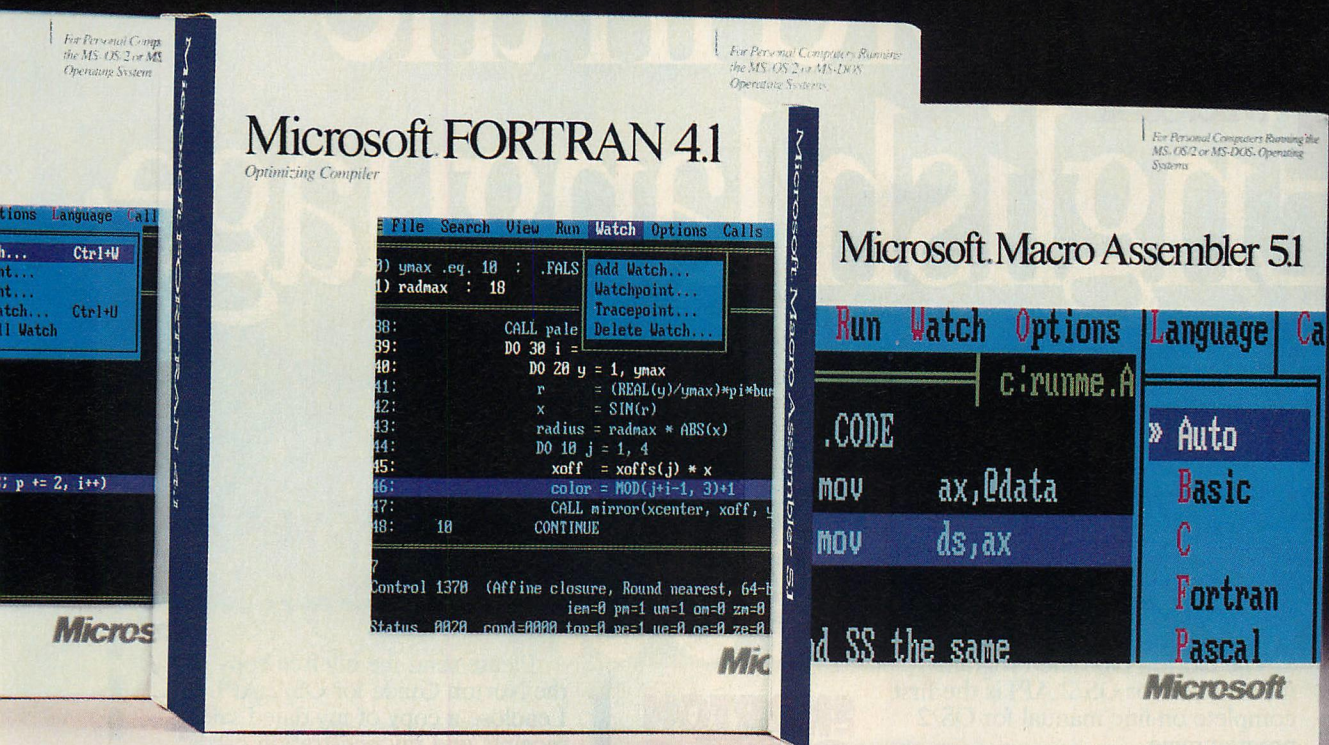 For Personal Comp
the MS- OS/2 or MS
Operating System
tions Language Call
h... Ctrl+W
nt...
nt...
atch... Ctrl+U
ll Watch
; p += 2, i++)
Micros
Microsoft FORTRAN 4.1
For Personal Computers Running
the MS-OS/2 or MS-DOS
Operating Systems
Microsoft FORTRAN 4.1
Optimizing Compiler
File Search View Run Watch Options Calls
0) ymax .eq. 10 : .FALS
1) radmax : 18
Add Watch...
Watchpoint...
Tracepoint...
Delete Watch...
38: CALL pale
39: DO 30 i =
40: DO 20 y = 1, ymax
41: r = (REAL(y)/ymax)*pi*bum
42: x = SIN(r)
43: radius = radmax * ABS(x)
44: DO 10 j = 1, 4
45: xoff = xoffs(j) * x
46: color = MOD(j+i-1, 3)+1
47: CALL mirror(xcenter, xoff, y
48: 10 CONTINUE
7
Control 1370 (Affine closure, Round nearest, 64-b
iem=0 pm=1 um=1 om=0 zm=0
Status 0020 cond=0000 top=0 pe=1 ue=0 oe=0 ze=0
Mic
Microsoft Macro Assembler 5.1
For Personal Computers Running the
MS- OS/2 or MS-DOS- Operating
Systems
Microsoft Macro Assembler 5.1
Run Watch Options Language Ca
c:runme.A
.CODE
mov ax,@data
mov ds,ax
nd SS the same
» Auto
Basic
C
Fortran
Pascal
Microsoft